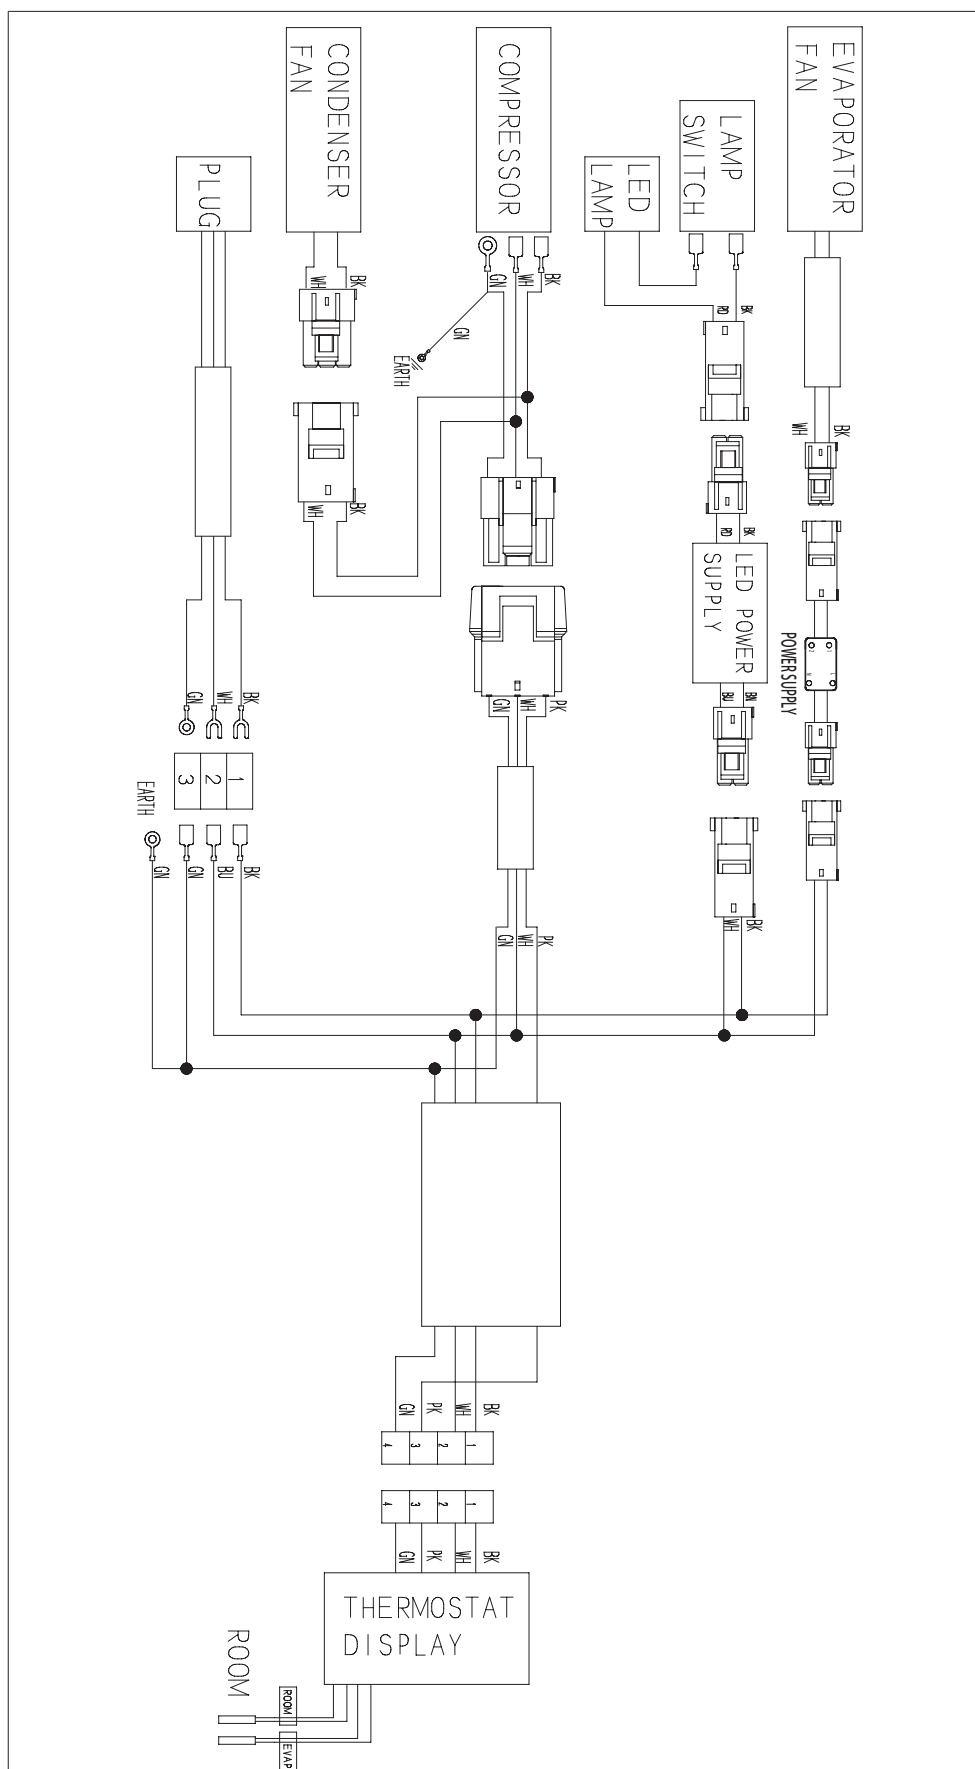 CONDENSER
FAN
COMPRESSOR
EVAPORATOR
FAN
LAMP
SWITCH
LED
LAMP
PLUG
WH
BK
GN
WH
BK
GN
EARTH
RD
BK
WH
BK
WH
BK
RD
BK
LED POWER
SUPPLY
POWERSUPPLY
BU
BN
GN
WH
BK
GN
WH
PK
3
2
1
EARTH
GN
GN
BU
BK
GN
WH
PK
WH
BK
GN
PK
WH
BK
4
3
2
1
4
3
2
1
GN
PK
WH
BK
THERMOSTAT
DISPLAY
ROOM
ROOM
EVAP